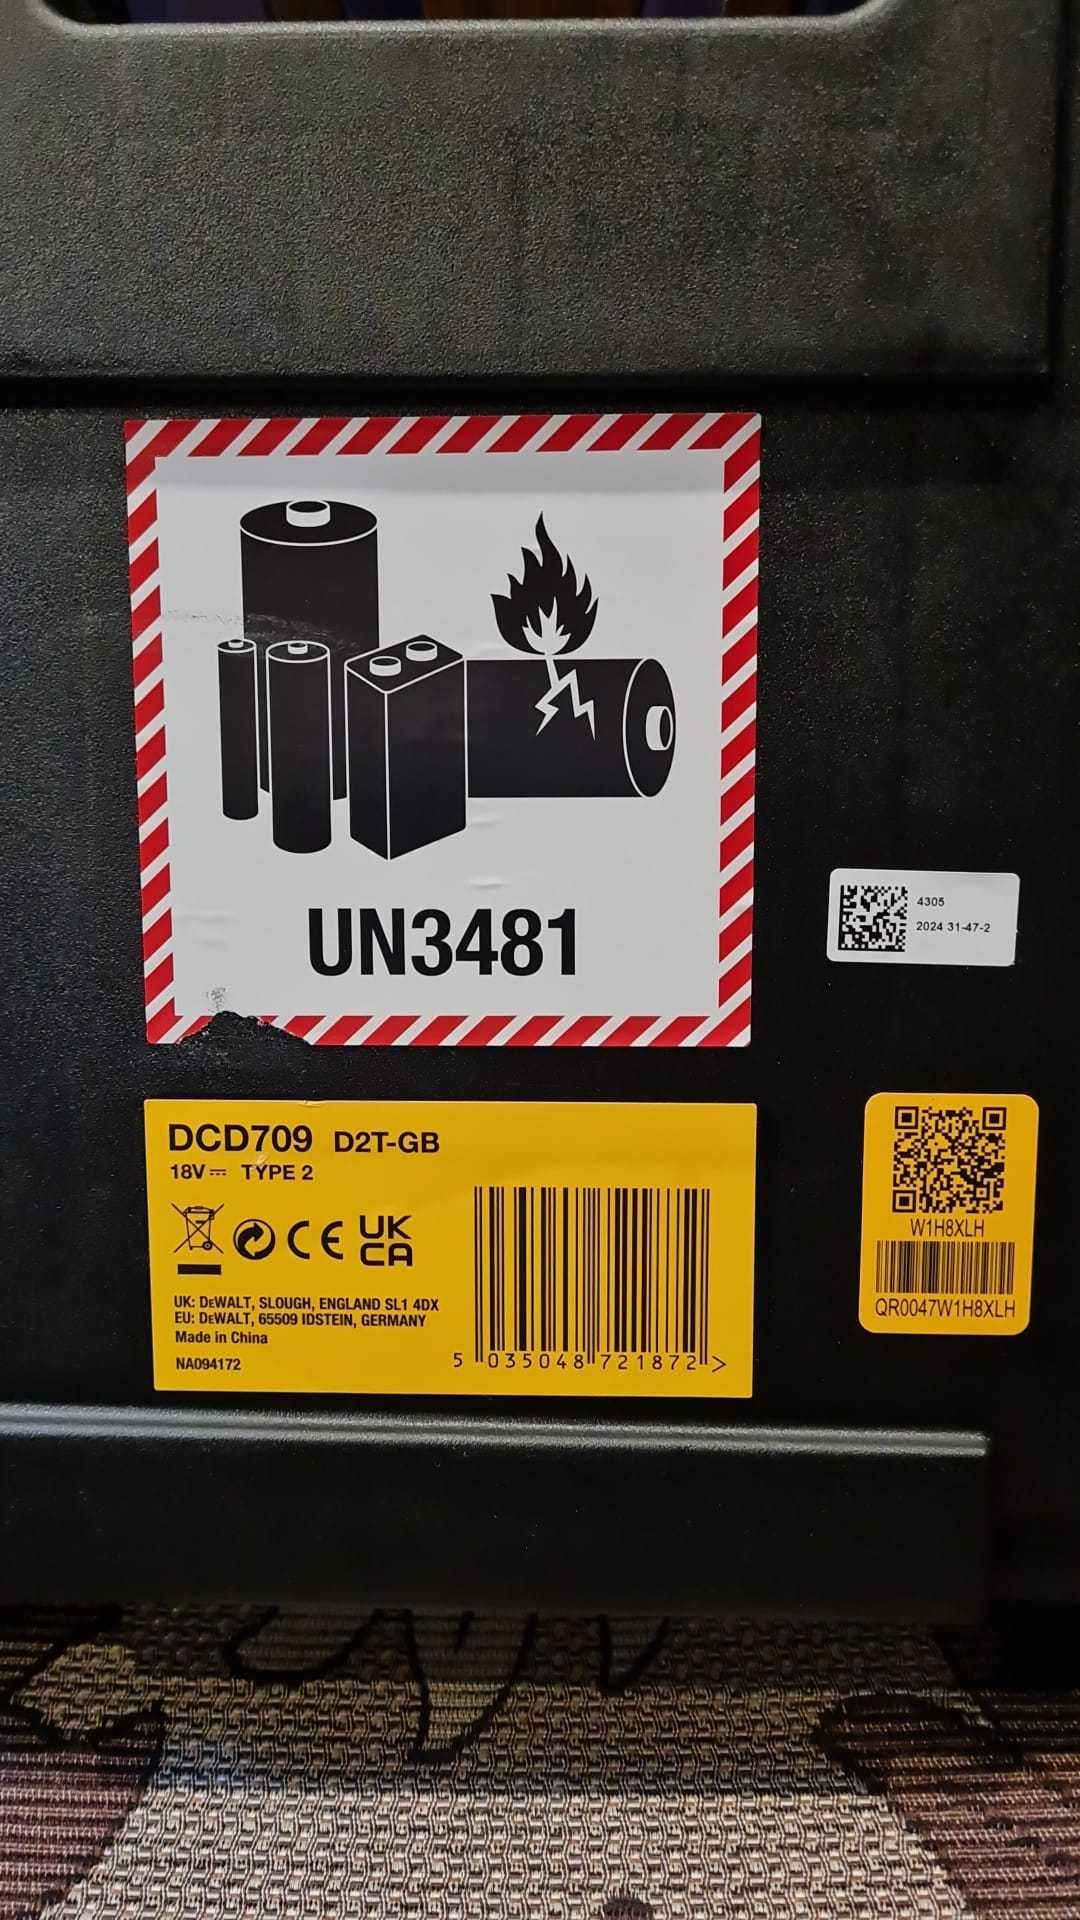 UN3481
4305
2024 31-47-2
DCD709 D2T-GB
18V TYPE 2
CE UK CA
UK: DEWALT, SLOUGH, ENGLAND SL1 4DX
EU: DEWALT, 65509 IDSTEIN, GERMANY
Made in China
NA094172
5 035048 721872 >
W1H8XLH
QR0047W1H8XLH